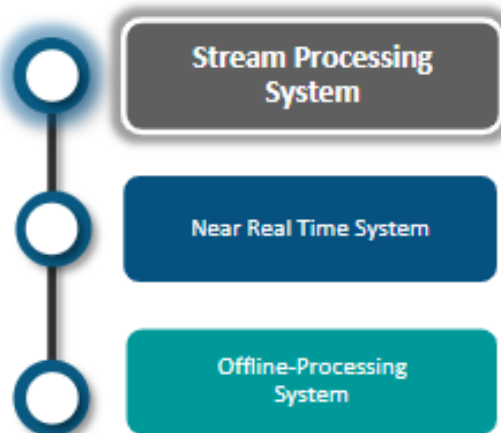 Stream Processing
System
Near Real Time System
Offline-Processing
System